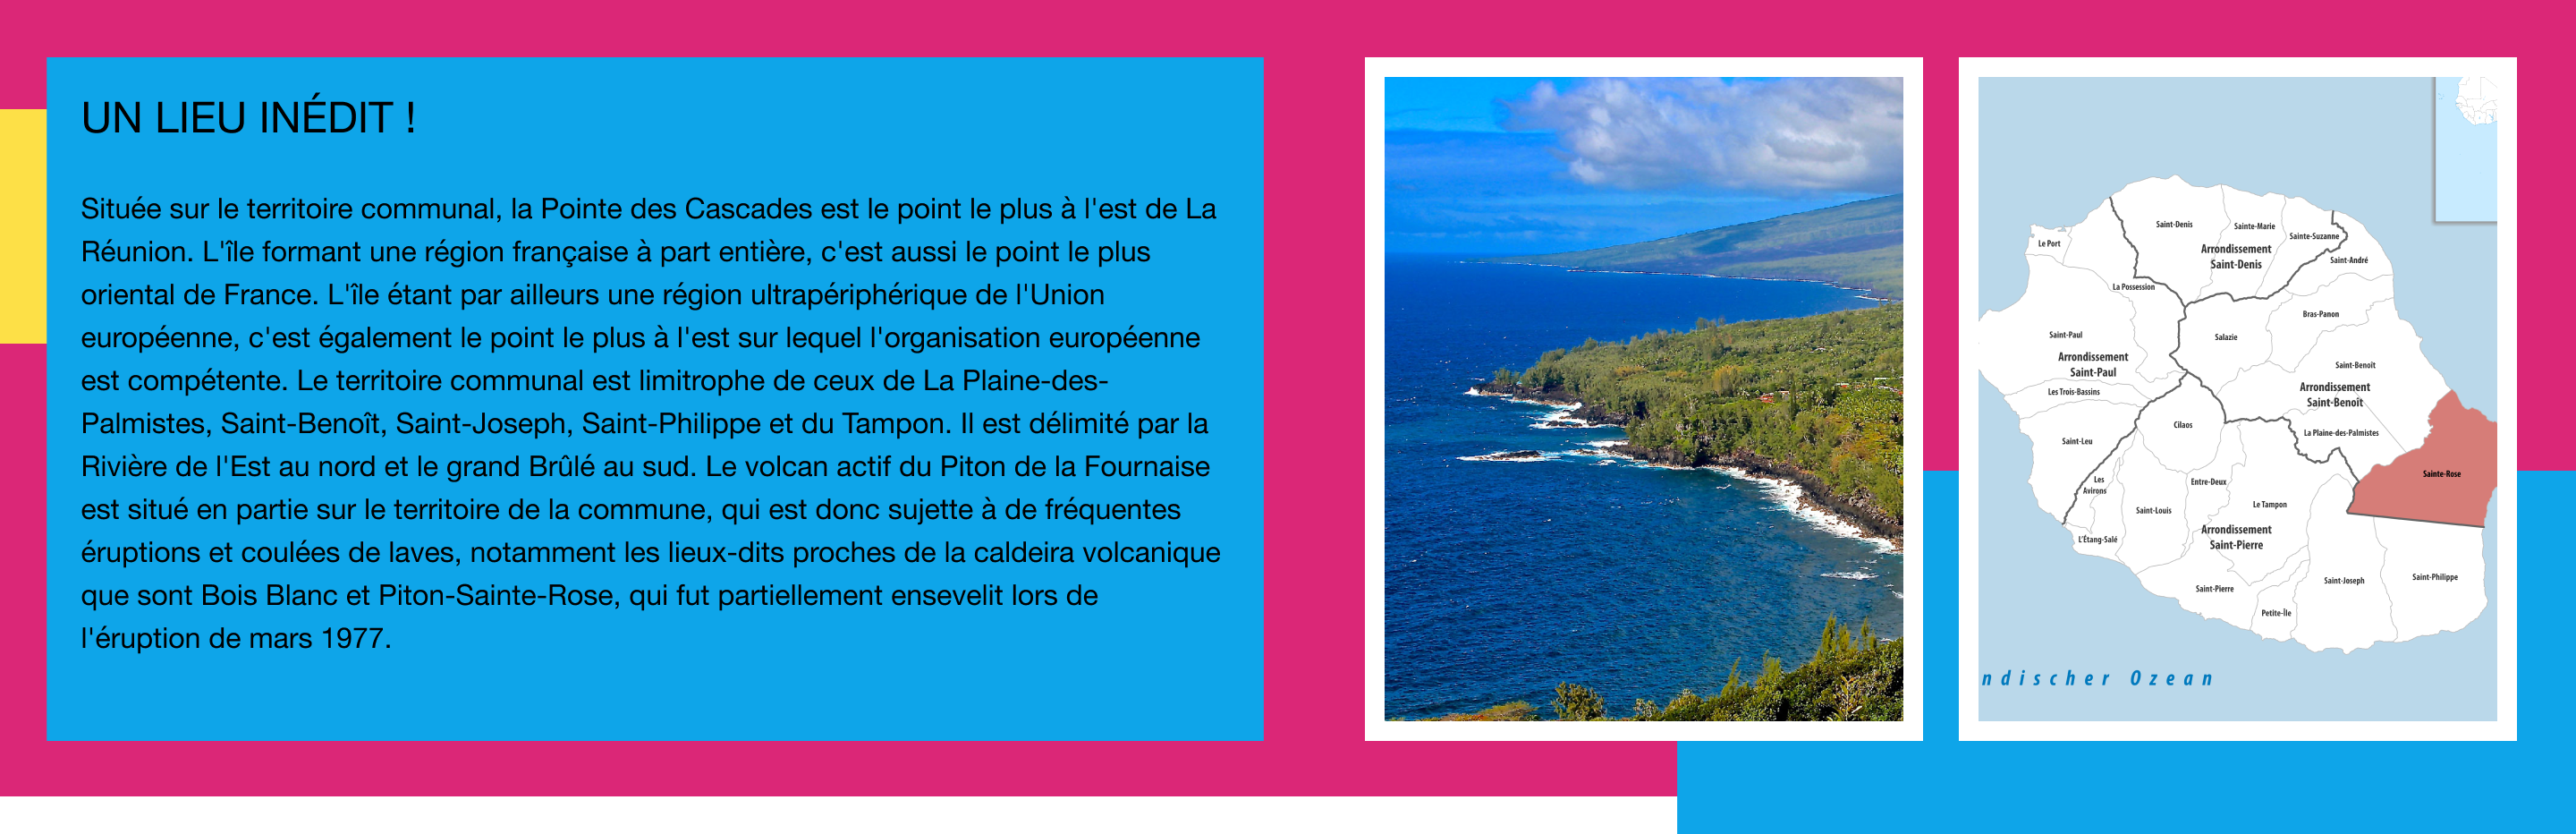 UN LIEU INÉDIT !
Située sur le territoire communal, la Pointe des Cascades est le point le plus à l'est de La
Réunion. L'île formant une région française à part entière, c'est aussi le point le plus
oriental de France. L'île étant par ailleurs une région ultrapériphérique de l'Union
européenne, c'est également le point le plus à l'est sur lequel l'organisation européenne
est compétente. Le territoire communal est limitrophe de ceux de La Plaine-des-
Palmistes, Saint-Benoît, Saint-Joseph, Saint-Philippe et du Tampon. Il est délimité par la
Rivière de l'Est au nord et le grand Brûlé au sud. Le volcan actif du Piton de la Fournaise
est situé en partie sur le territoire de la commune, qui est donc sujette à de fréquentes
éruptions et coulées de laves, notamment les lieux-dits proches de la caldeira volcanique
que sont Bois Blanc et Piton-Sainte-Rose, qui fut partiellement ensevelit lors de
l'éruption de mars 1977.
Saint-Denis
Sainte-Marie
Sainte-Suzanne
Le Port
Arrondissement
Saint-Denis
Saint-André
La Possession
Bras-Panon
Saint-Paul
Salazie
Arrondissement
Saint-Paul
Saint-Benoit
Arrondissement
Saint-Benoit
Les Trois-Bassins
Cilaos
La Plaine-des-Palmistes
Saint-Leu
Sainte-Rose
Les
Avirons
Entre-Deux
Saint-Louis
Le Tampon
Arrondissement
Saint-Pierre
L'Étang-Salé
Saint-Joseph
Saint-Philippe
Saint-Pierre
Petite-Île
ndischer Ozean